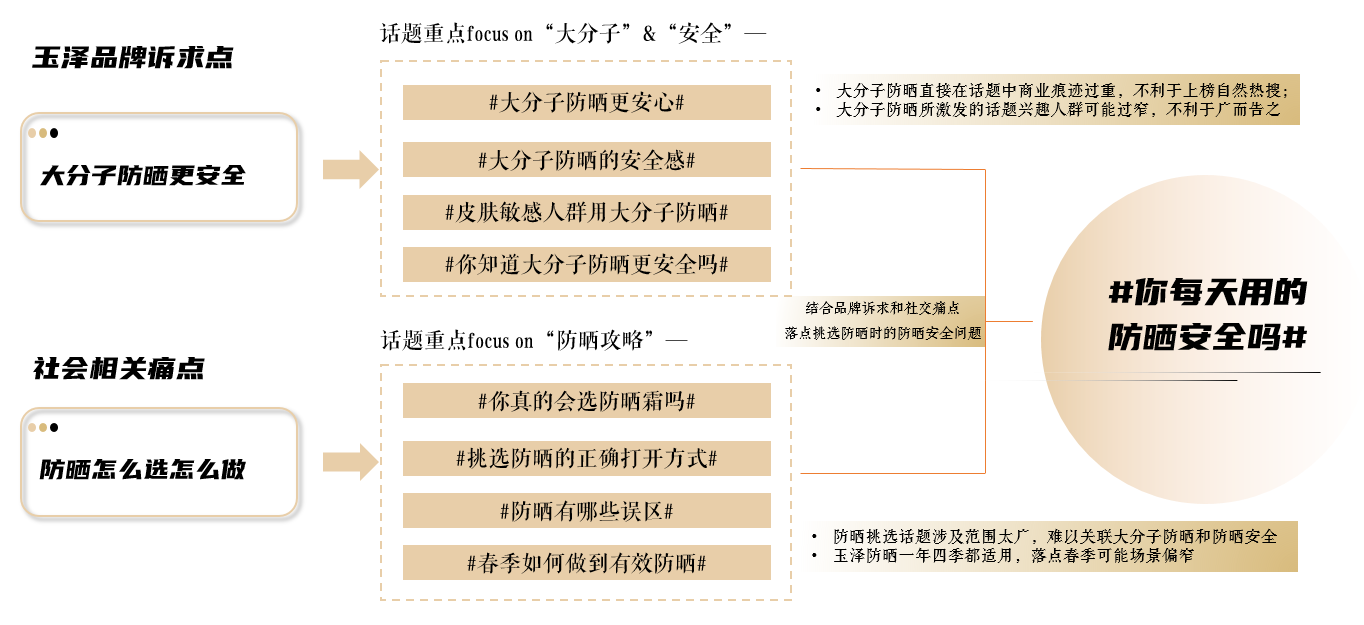 玉泽品牌诉求点
大分子防晒更安全
话题重点focus on“大分子”&“安全”—
#大分子防晒更安心#
#大分子防晒的安全感#
#皮肤敏感人群用大分子防晒#
#你知道大分子防晒更安全吗#
• 大分子防晒直接在话题中商业痕迹过重，不利于上榜自然热搜；
• 大分子防晒所激发的话题兴趣人群可能过窄，不利于广而告之
社会相关痛点
防晒怎么选怎么做
话题重点focus on“防晒攻略”—
#你真的会选防晒霜吗#
#挑选防晒的正确打开方式#
#防晒有哪些误区#
#春季如何做到有效防晒#
• 防晒挑选话题涉及范围太广，难以关联大分子防晒和防晒安全
• 玉泽防晒一年四季都适用，落点春季可能场景偏窄
结合品牌诉求和社交痛点
落点挑选防晒时的防晒安全问题
#你每天用的
防晒安全吗#